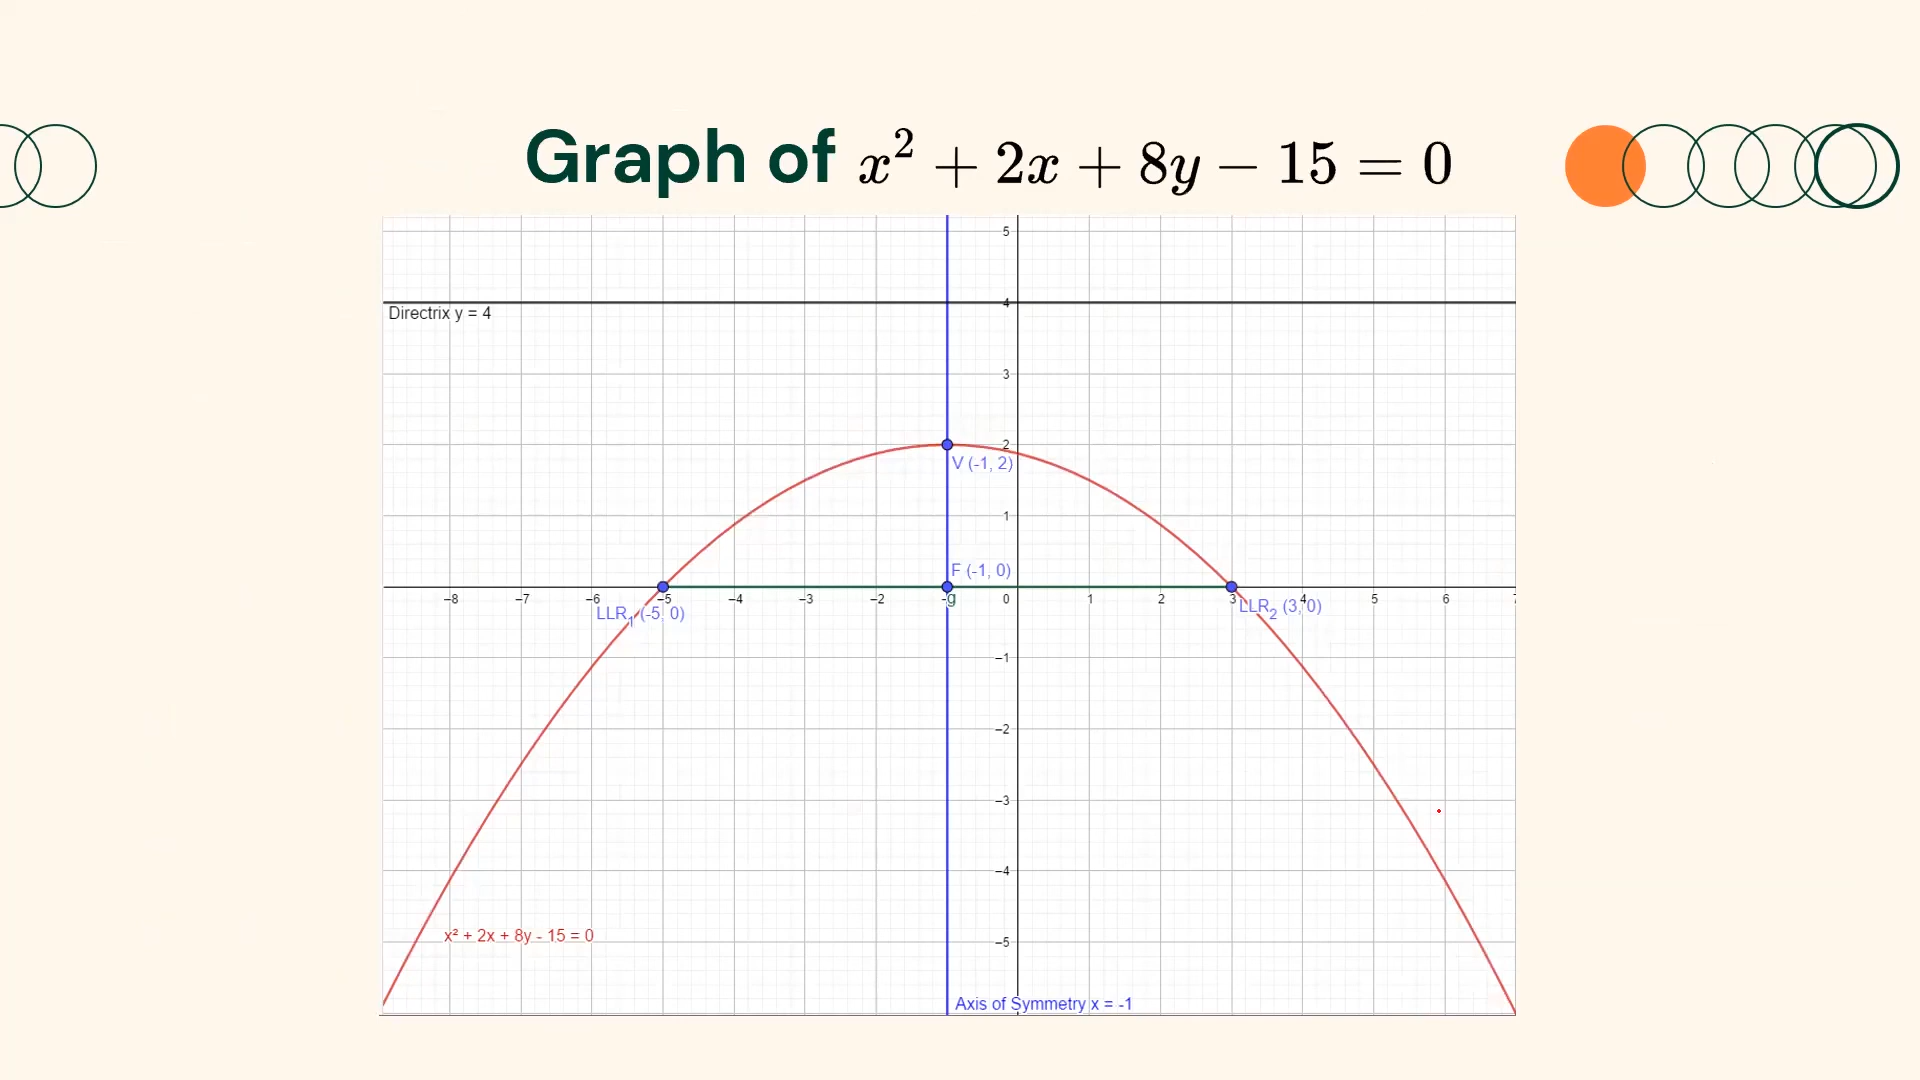 Graph of x² + 2x + 8y − 15 = 0
5
4
Directrix y = 4
3
2
V (-1, 2)
1
F (-1, 0)
−8 −7 −6 −5 −4 −3 −2 0 1 2 3 4 5 6
LLR₁ (-5, 0)
LLR₂ (3, 0)
−1
−2
−3
−4
x² + 2x + 8y - 15 = 0
−5
Axis of Symmetry x = -1